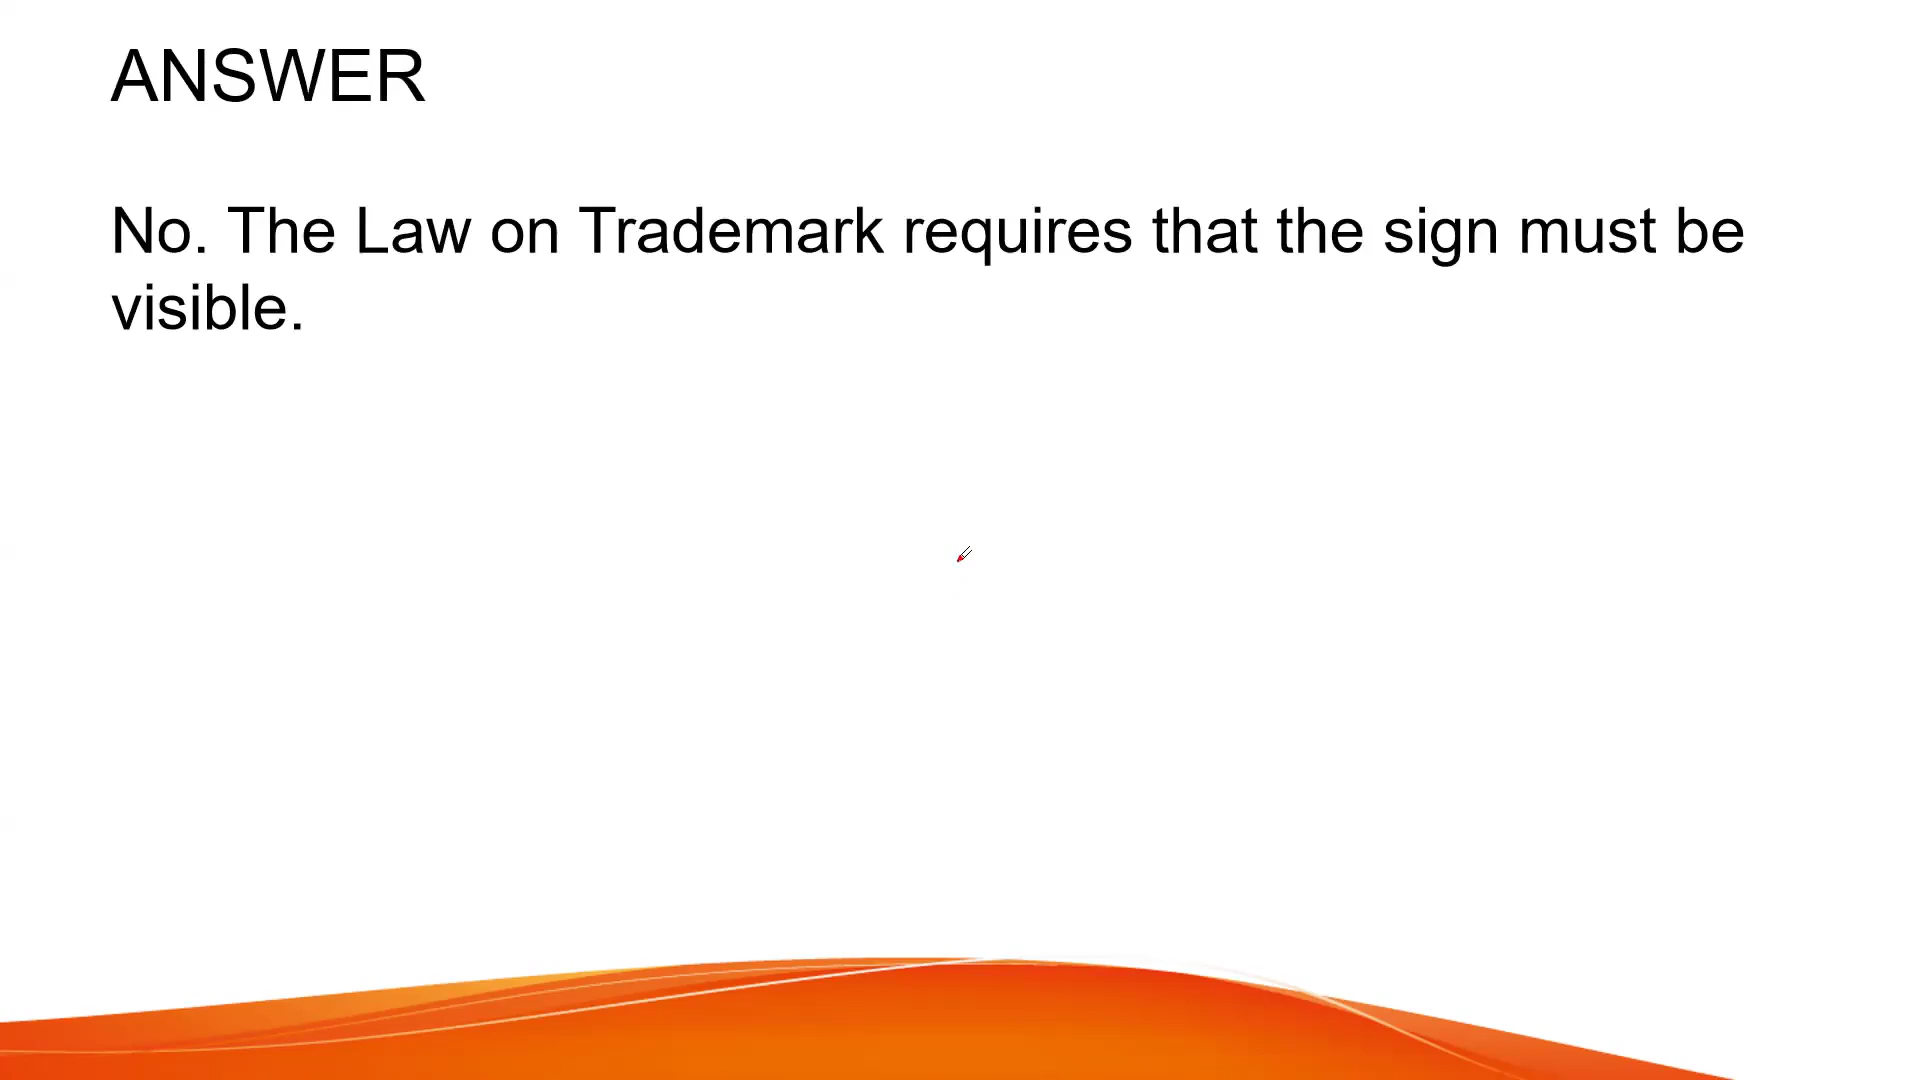 ANSWER
No. The Law on Trademark requires that the sign must be
visible.